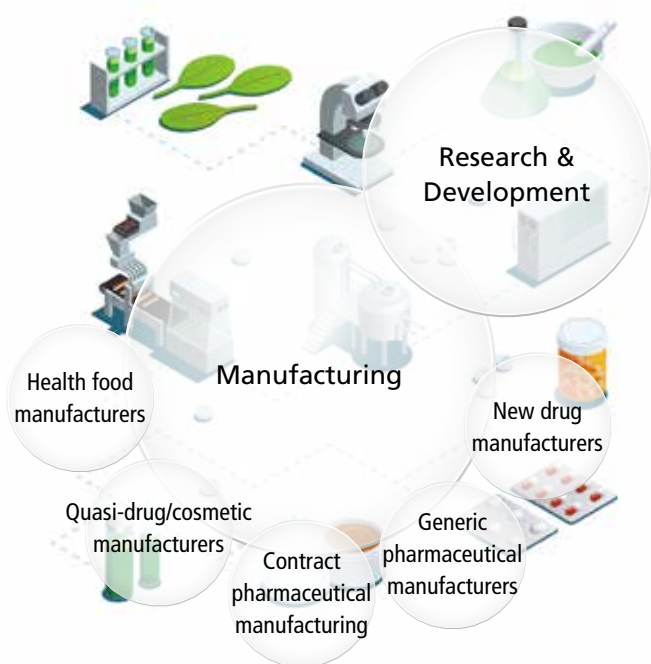 Research &
Development
Manufacturing
Health food
manufacturers
New drug
manufacturers
Quasi-drug/cosmetic
manufacturers
Generic
pharmaceutical
manufacturers
Contract
pharmaceutical
manufacturing